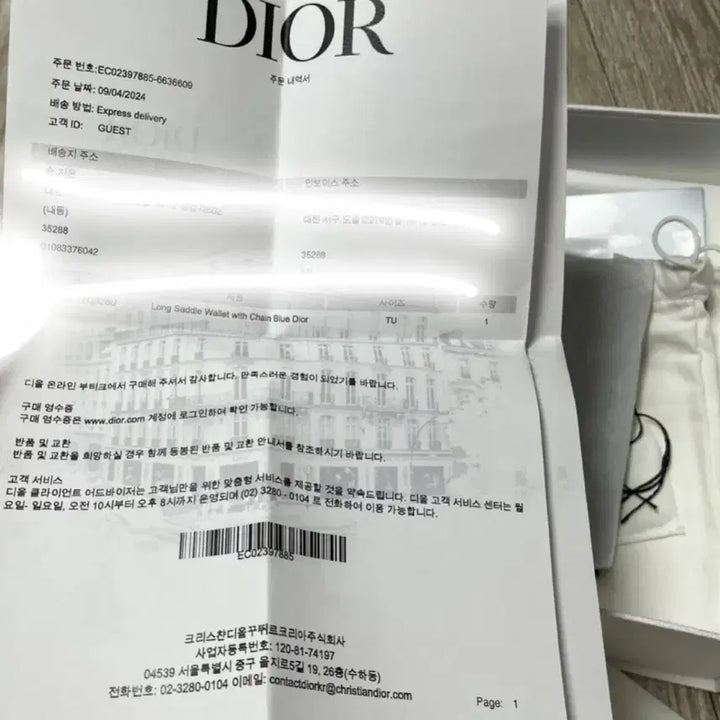 DIOR
주문 내역서
주문 번호:EC02397885-6636609
주문 날짜: 09/04/2024
배송 방법: Express delivery
고객 ID: GUEST
배송지 주소
인보이스 주소
(내동)
35288
01083376042
대전 서구
35288
제품
사이즈
수량
Long Saddle Wallet with Chain Blue Dior
TU
1
디올 온라인 부티크에서 구매해 주셔서 감사합니다. 만족스러운 경험이 되었기를 바랍니다.
구매 영수증
구매 영수증은 www.dior.com 계정에 로그인하여 확인 가능합니다.
반품 및 교환
반품 및 교환을 희망하실 경우 함께 동봉된 반품 및 교환 안내서를 참조하시기 바랍니다.
고객 서비스
디올 클라이언트 어드바이저는 고객님만을 위한 맞춤형 서비스를 제공할 것을 약속드립니다. 디올 고객 서비스 센터는 월
요일- 일요일, 오전 10시부터 오후 8시까지 운영되며 (02) 3280 - 0104 로 전화하여 이용 가능합니다.
EC02397885
크리스챤디올꾸뛰르코리아주식회사
사업자등록번호: 120-81-74197
04539 서울특별시 중구 을지로5길 19, 26층(수하동)
전화번호: 02-3280-0104 이메일: contactdiorkr@christiandior.com
Page: 1